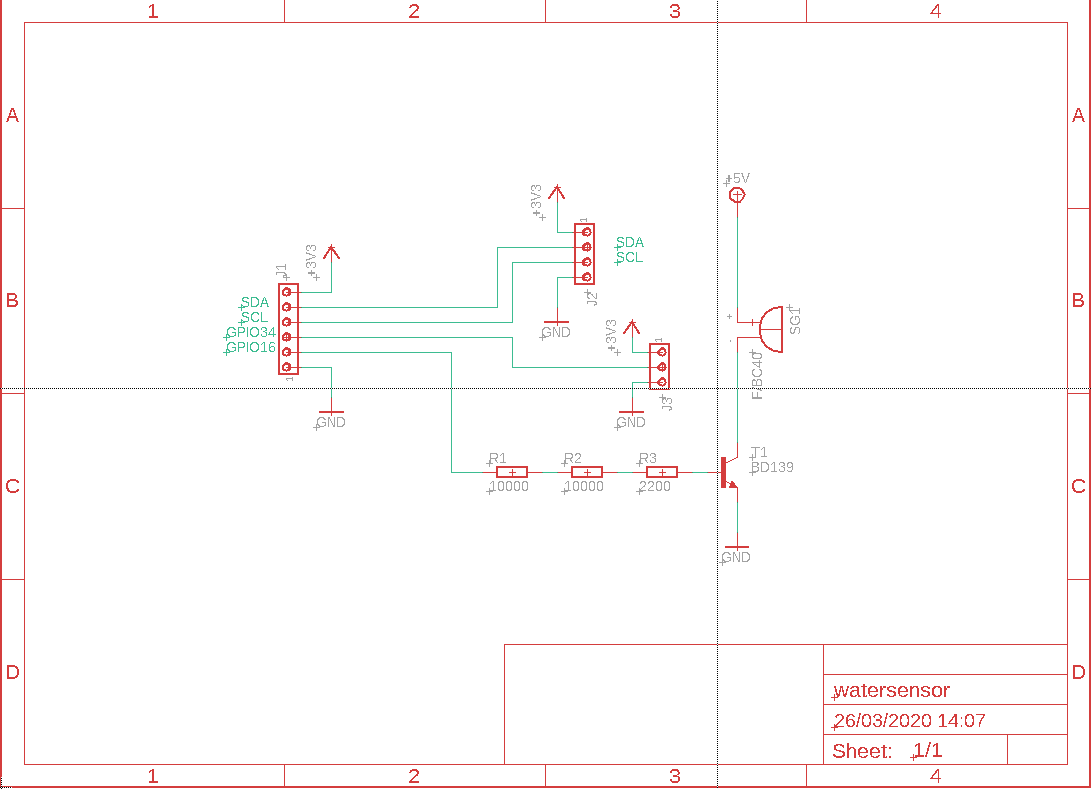 1 2 3 4
A A
+5V
+3V3
1
SDA
SCL
J2
GND
+3V3
J1
SDA
SCL
GPIO34
GPIO16
1
GND
B B
+3V3
1
J3
GND
+
-
SG1
F/BC40
R1
10000
R2
10000
R3
2200
T1
BD139
GND
C C
D D
watersensor
26/03/2020 14:07
Sheet: 1/1
1 2 3 4